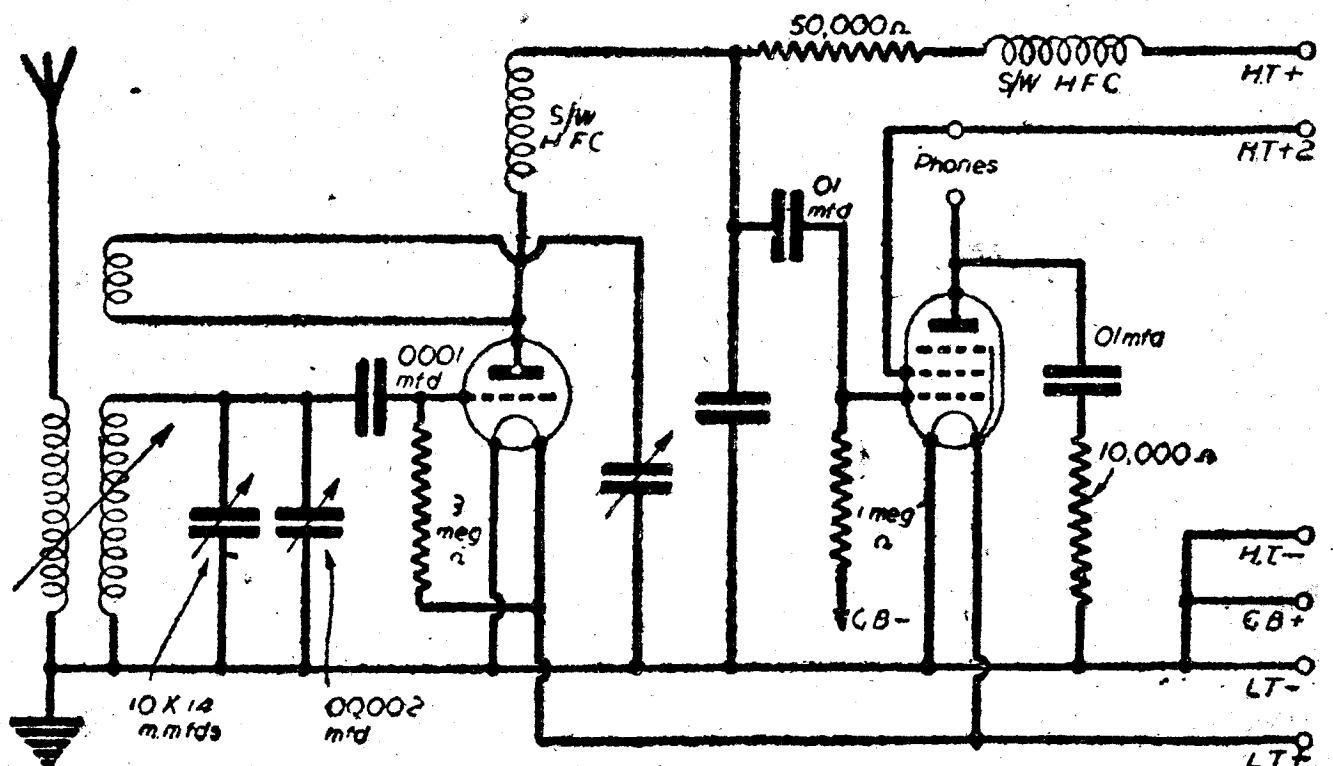 50,000Ω
S/W HFC
HT+
S/W
HFC
HT+2
Phones
01
mfd
0001
mfd
01mfd
10,000Ω
3
meg
Ω
1 meg
Ω
GB-
HT-
GB+
LT-
10 X 14
m.mfds
00002
mfd
LT+